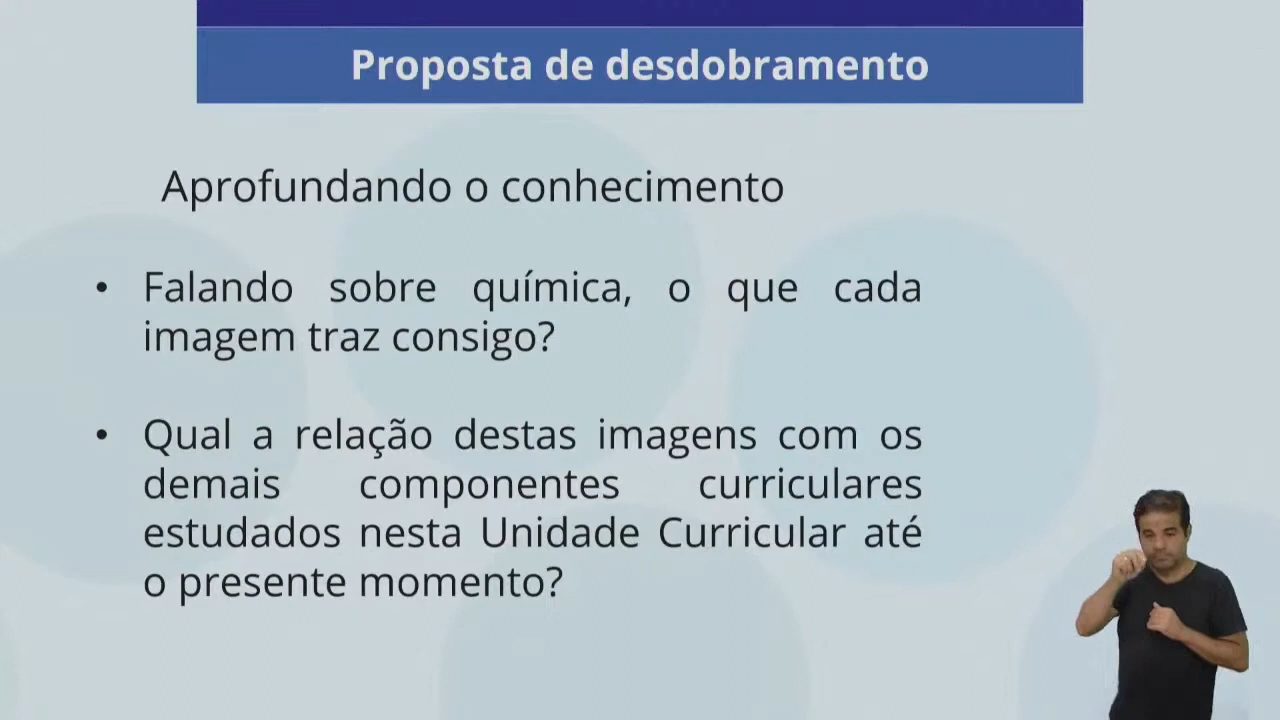 Proposta de desdobramento
Aprofundando o conhecimento
• Falando sobre química, o que cada
imagem traz consigo?
• Qual a relação destas imagens com os
demais componentes curriculares
estudados nesta Unidade Curricular até
o presente momento?